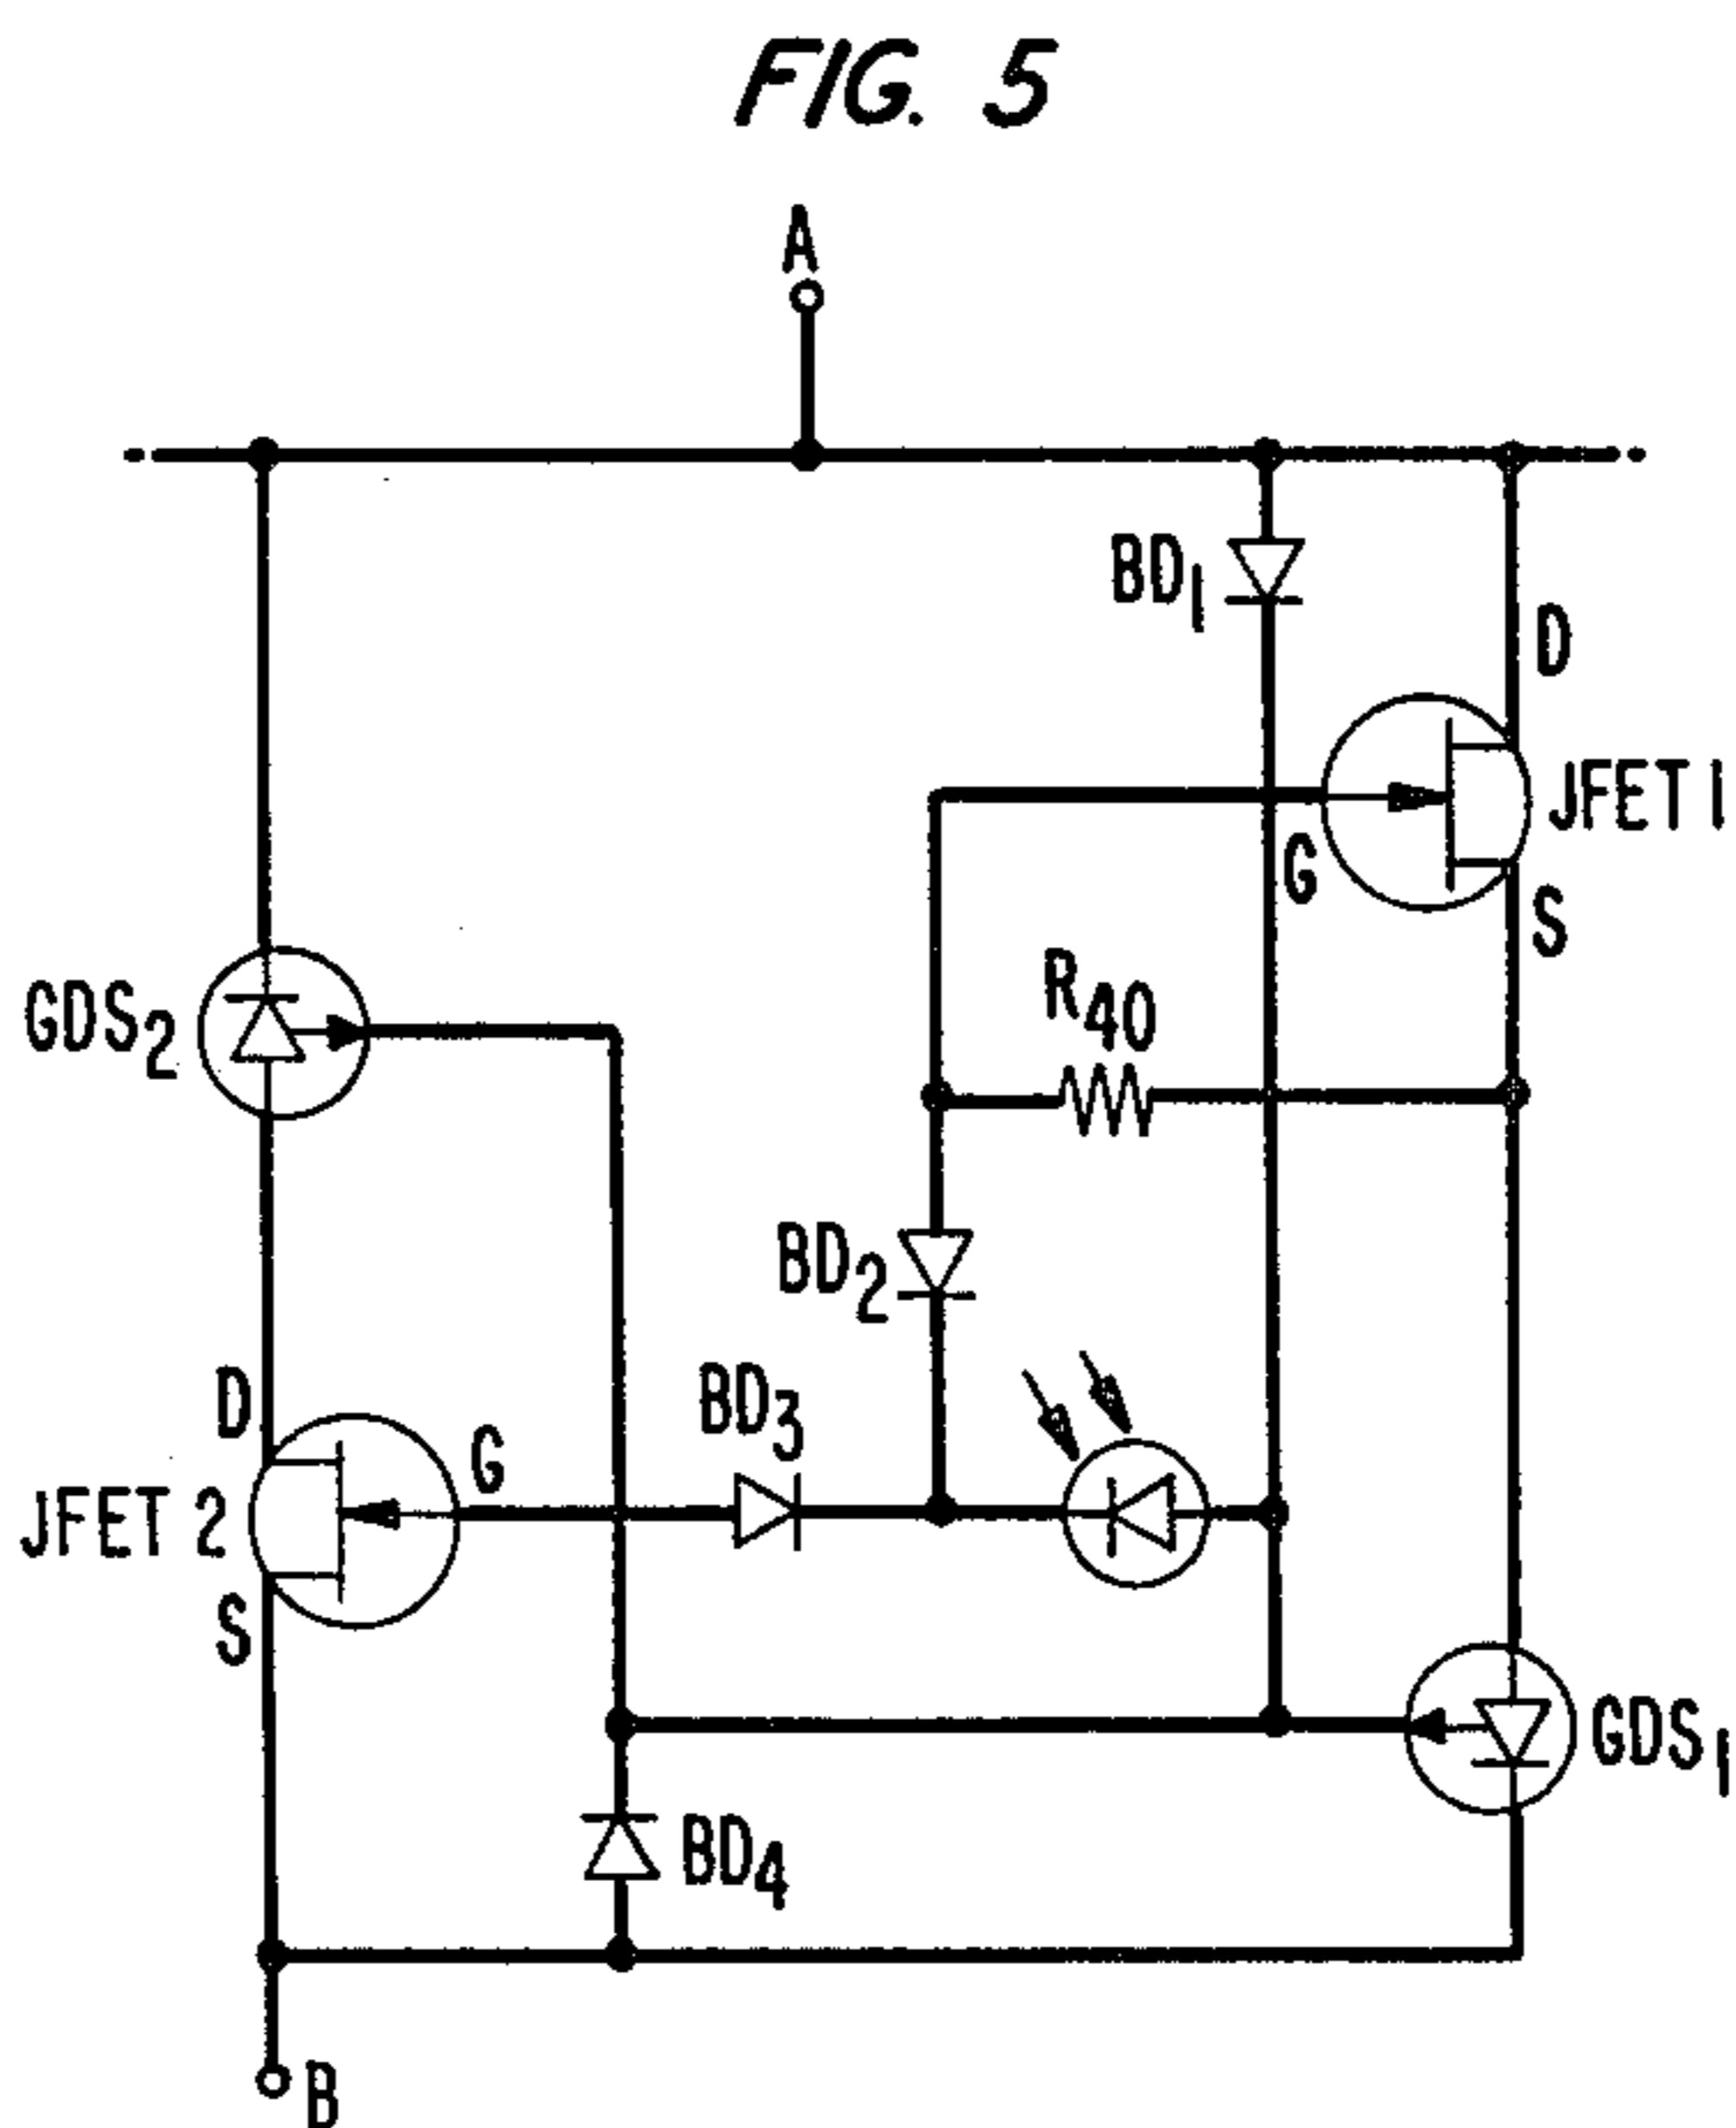 FIG. 5
A
BD1
D
JFET 1
G
S
R40
GDS2
BD2
BD3
D
G
JFET 2
S
GDS1
BD4
B